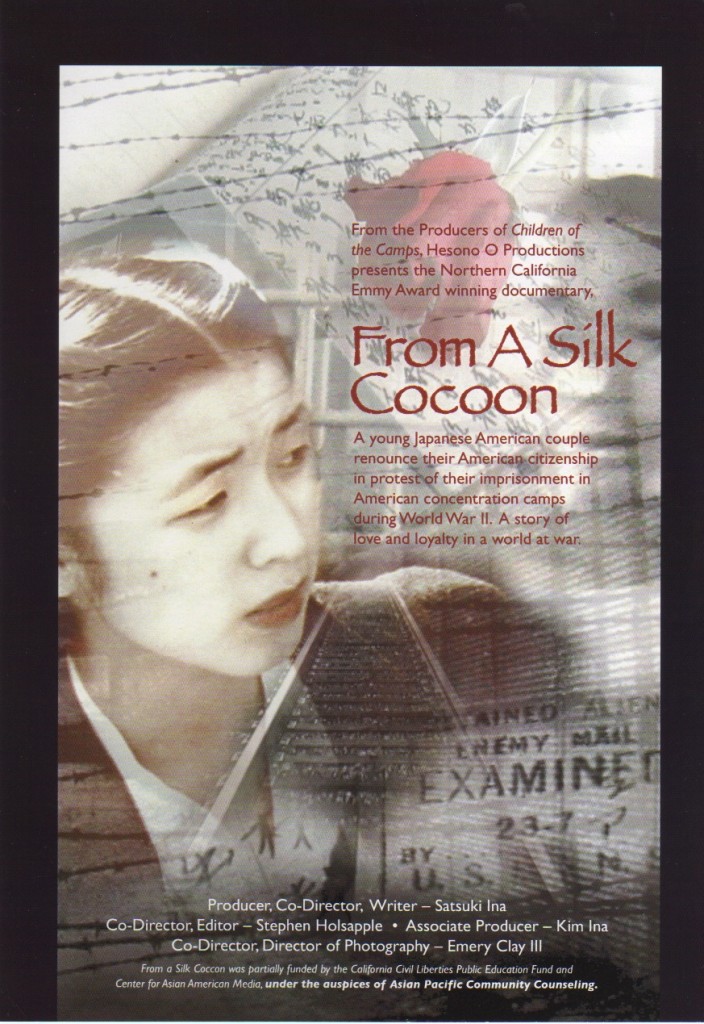 From the Producers of Children of
the Camps, Hesono O Productions
presents the Northern California
Emmy Award winning documentary,
From A Silk
Cocoon
A young Japanese American couple
renounce their American citizenship
in protest of their imprisonment in
American concentration camps
during World War II. A story of
love and loyalty in a world at war.
TAINED ALIEN
ENEMY MAIL
EXAMINED
23-7
BY
U. S.
Producer, Co-Director, Writer – Satsuki Ina
Co-Director, Editor – Stephen Holsapple • Associate Producer – Kim Ina
Co-Director, Director of Photography – Emery Clay III
From a Silk Coccon was partially funded by the California Civil Liberties Public Education Fund and
Center for Asian American Media, under the auspices of Asian Pacific Community Counseling.